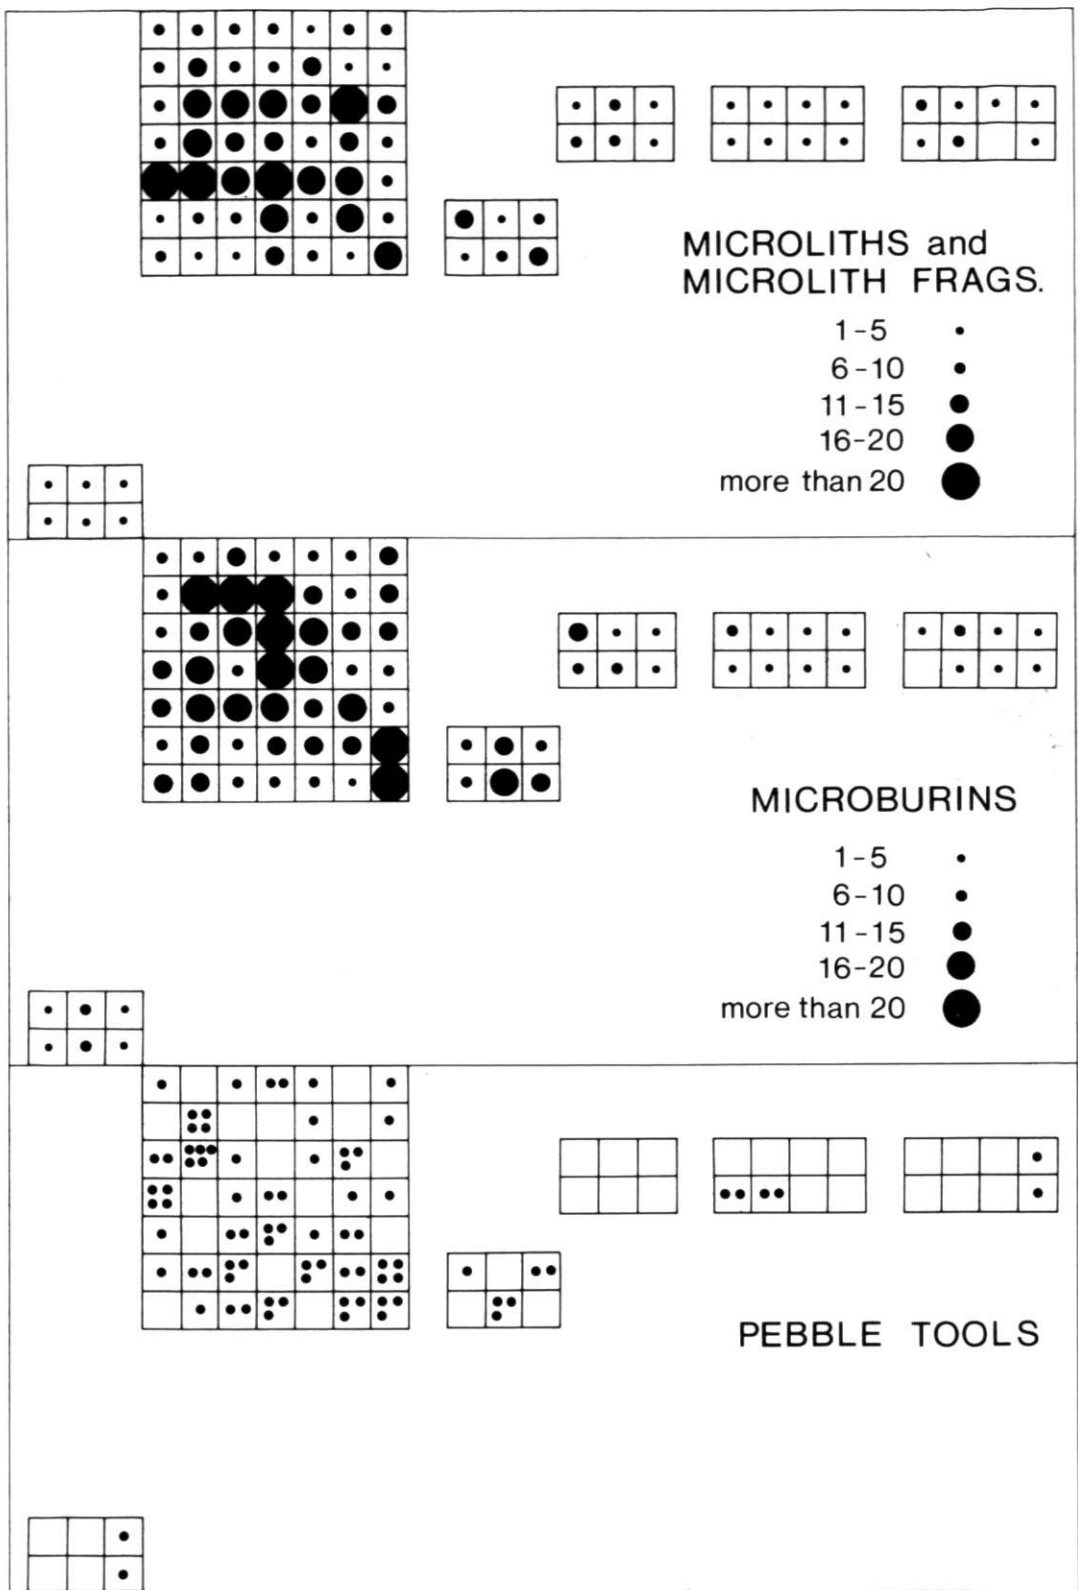 MICROLITHS and
MICROLITH FRAGS.
1-5
6-10
11-15
16-20
more than 20
MICROBURINS
1-5
6-10
11-15
16-20
more than 20
PEBBLE TOOLS